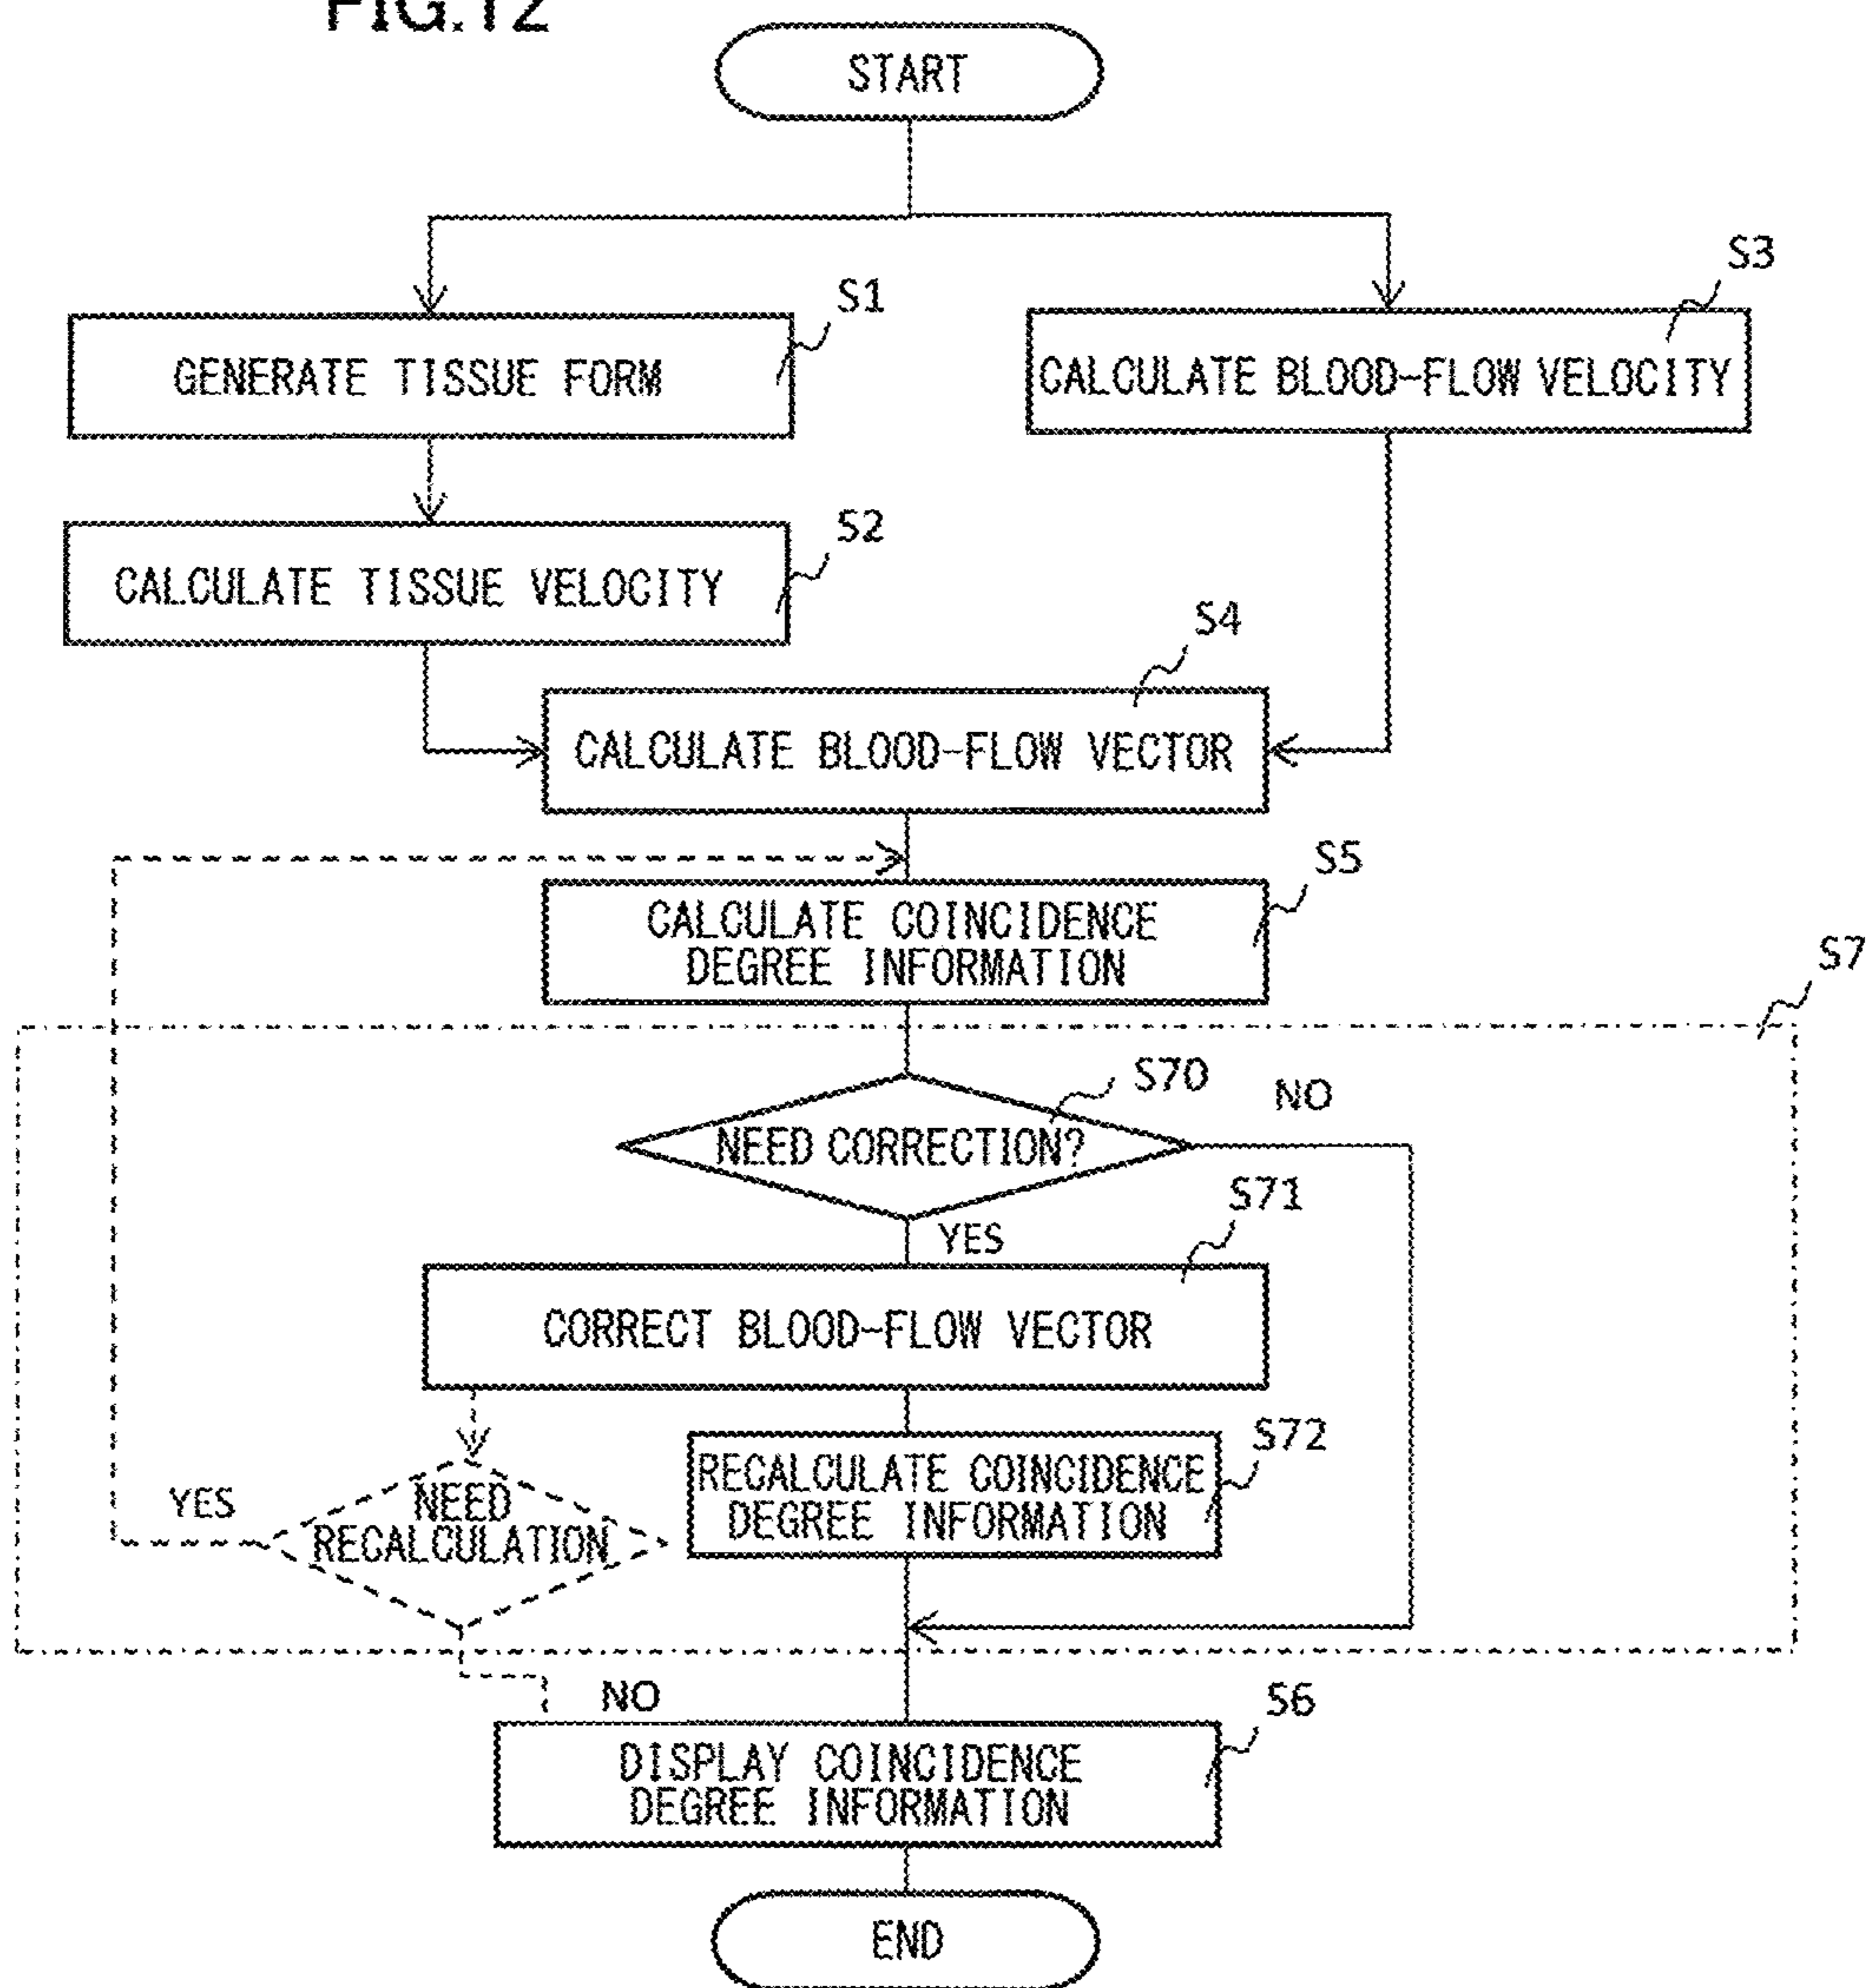 FIG.12
START
S1
S3
GENERATE TISSUE FORM
CALCULATE BLOOD-FLOW VELOCITY
S2
CALCULATE TISSUE VELOCITY
S4
CALCULATE BLOOD-FLOW VECTOR
S5
CALCULATE COINCIDENCE
DEGREE INFORMATION
S7
S70
NO
NEED CORRECTION?
S71
YES
CORRECT BLOOD-FLOW VECTOR
S72
RECALCULATE COINCIDENCE
DEGREE INFORMATION
YES
NEED
RECALCULATION
NO
S6
DISPLAY COINCIDENCE
DEGREE INFORMATION
END